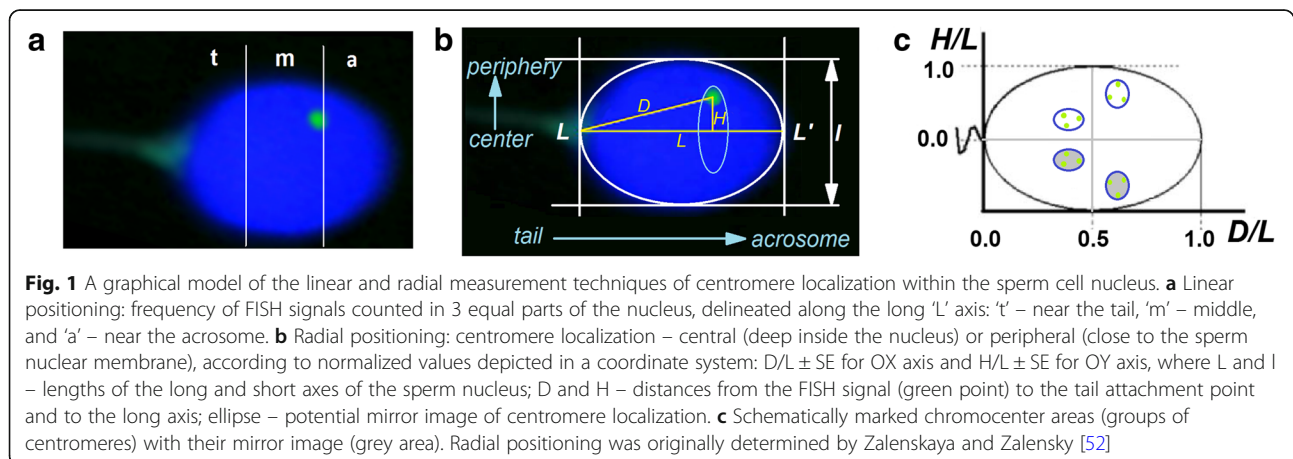 a
t m a
b
periphery
center
D
H
L L'
L
l
tail acrosome
c
H/L
1.0
0.0
0.0 0.5 1.0 D/L
Fig. 1 A graphical model of the linear and radial measurement techniques of centromere localization within the sperm cell nucleus. a Linear
positioning: frequency of FISH signals counted in 3 equal parts of the nucleus, delineated along the long ‘L’ axis: ‘t’ – near the tail, ‘m’ – middle,
and ‘a’ – near the acrosome. b Radial positioning: centromere localization – central (deep inside the nucleus) or peripheral (close to the sperm
nuclear membrane), according to normalized values depicted in a coordinate system: D/L ± SE for OX axis and H/L ± SE for OY axis, where L and l
– lengths of the long and short axes of the sperm nucleus; D and H – distances from the FISH signal (green point) to the tail attachment point
and to the long axis; ellipse – potential mirror image of centromere localization. c Schematically marked chromocenter areas (groups of
centromeres) with their mirror image (grey area). Radial positioning was originally determined by Zalenskaya and Zalensky [52]